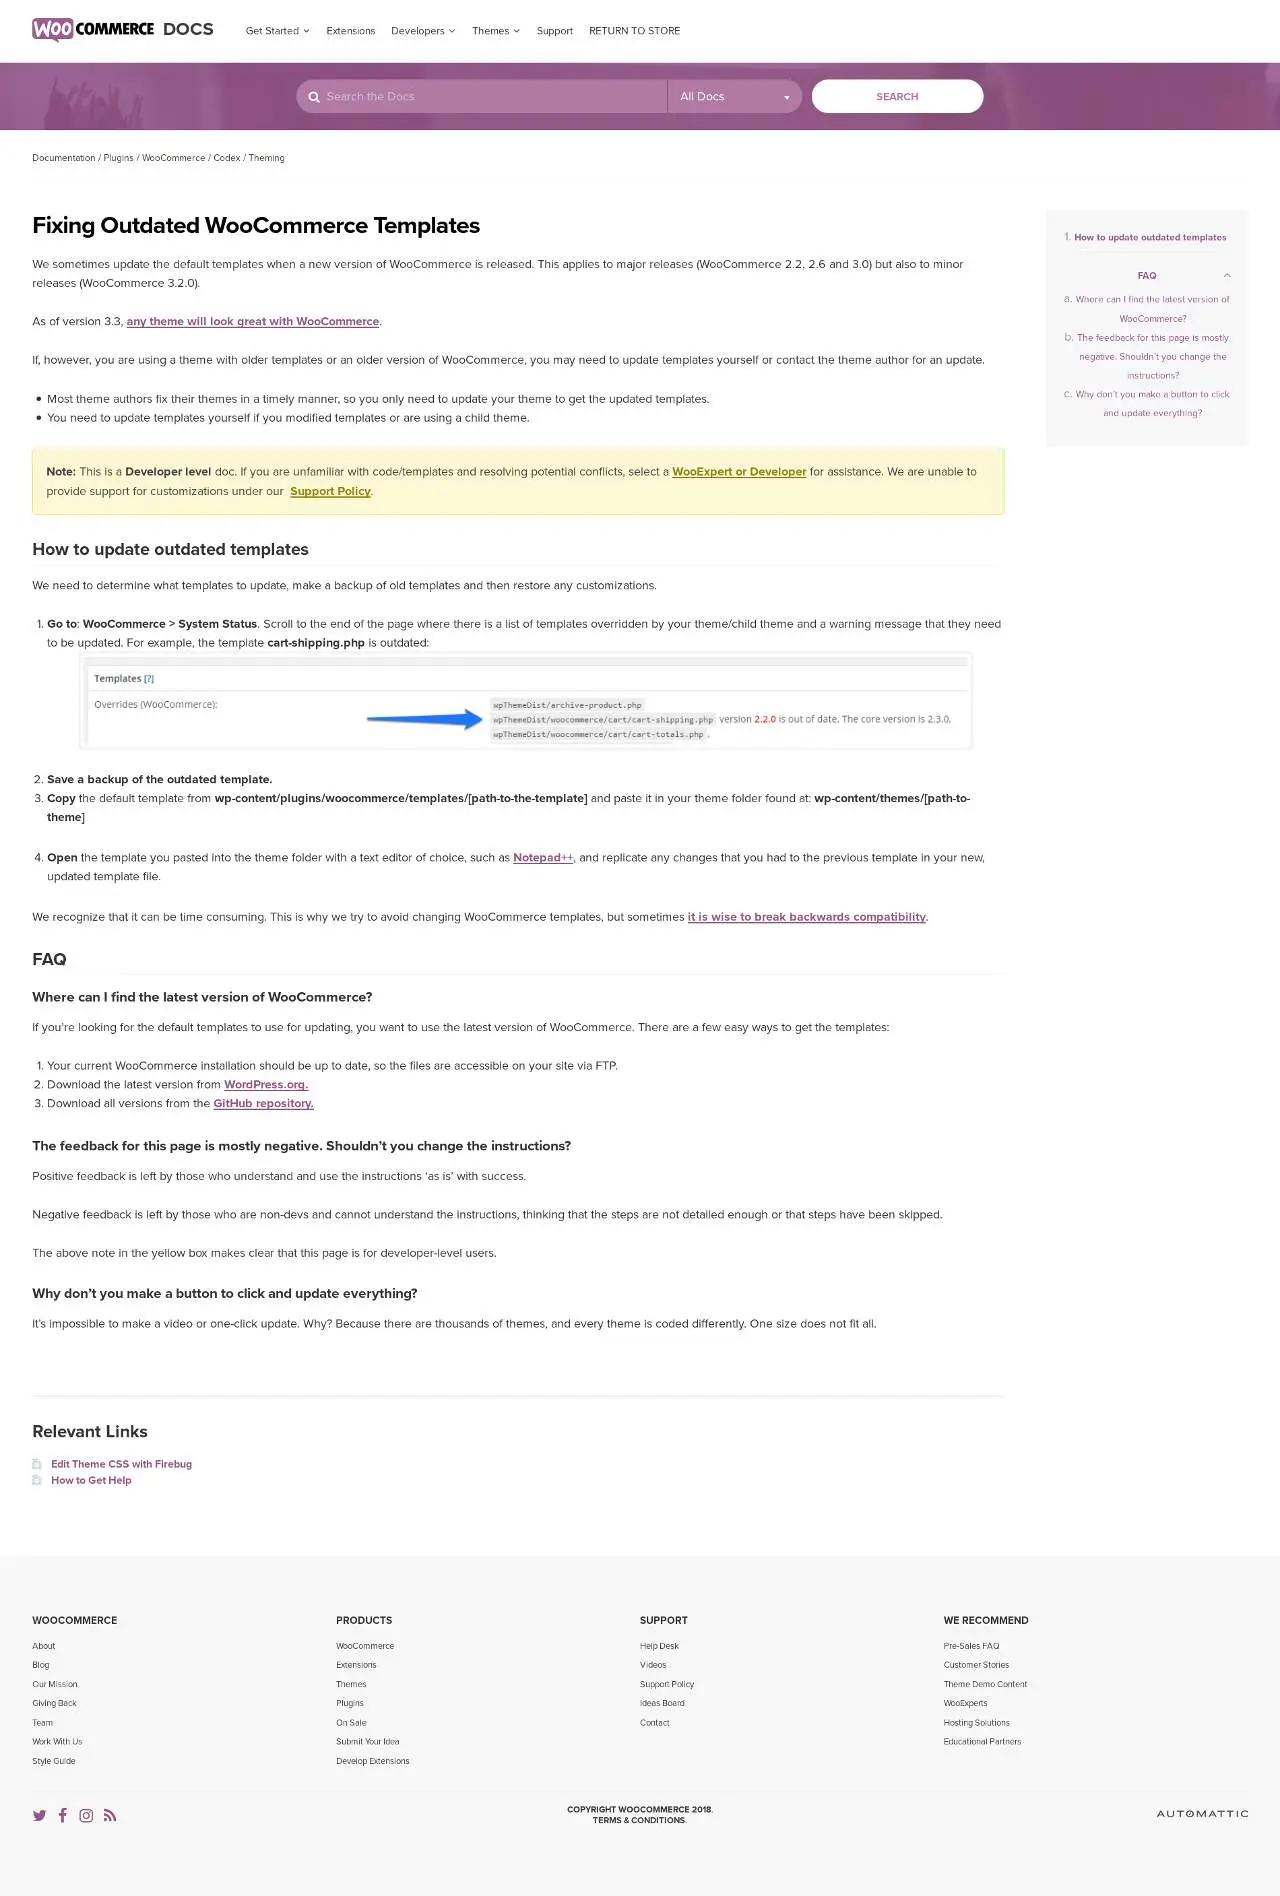 WOO COMMERCE DOCS
Get Started
Extensions
Developers
Themes
Support
RETURN TO STORE
Search the Docs
All Docs
SEARCH
Documentation / Plugins / WooCommerce / Codex / Theming
Fixing Outdated WooCommerce Templates
We sometimes update the default templates when a new version of WooCommerce is released. This applies to major releases (WooCommerce 2.2, 2.6 and 3.0) but also to minor
releases (WooCommerce 3.2.0).
As of version 3.3, any theme will look great with WooCommerce.
If, however, you are using a theme with older templates or an older version of WooCommerce, you may need to update templates yourself or contact the theme author for an update.
• Most theme authors fix their themes in a timely manner, so you only need to update your theme to get the updated templates.
• You need to update templates yourself if you modified templates or are using a child theme.
Note: This is a Developer level doc. If you are unfamiliar with code/templates and resolving potential conflicts, select a WooExpert or Developer for assistance. We are unable to
provide support for customizations under our Support Policy.
How to update outdated templates
We need to determine what templates to update, make a backup of old templates and then restore any customizations.
1. Go to: WooCommerce > System Status. Scroll to the end of the page where there is a list of templates overridden by your theme/child theme and a warning message that they need
to be updated. For example, the template cart-shipping.php is outdated:
Templates [?]
Overrides (WooCommerce):
wpThemeDist/archive-product.php
wpThemeDist/woocommerce/cart/cart-shipping.php version 2.2.0 is out of date. The core version is 2.3.0,
wpThemeDist/woocommerce/cart/cart-totals.php .
2. Save a backup of the outdated template.
3. Copy the default template from wp-content/plugins/woocommerce/templates/[path-to-the-template] and paste it in your theme folder found at: wp-content/themes/[path-to-
theme]
4. Open the template you pasted into the theme folder with a text editor of choice, such as Notepad++, and replicate any changes that you had to the previous template in your new,
updated template file.
We recognize that it can be time consuming. This is why we try to avoid changing WooCommerce templates, but sometimes it is wise to break backwards compatibility.
FAQ
Where can I find the latest version of WooCommerce?
If you're looking for the default templates to use for updating, you want to use the latest version of WooCommerce. There are a few easy ways to get the templates:
1. Your current WooCommerce installation should be up to date, so the files are accessible on your site via FTP.
2. Download the latest version from WordPress.org.
3. Download all versions from the GitHub repository.
The feedback for this page is mostly negative. Shouldn't you change the instructions?
Positive feedback is left by those who understand and use the instructions 'as is' with success.
Negative feedback is left by those who are non-devs and cannot understand the instructions, thinking that the steps are not detailed enough or that steps have been skipped.
The above note in the yellow box makes clear that this page is for developer-level users.
Why don't you make a button to click and update everything?
It's impossible to make a video or one-click update. Why? Because there are thousands of themes, and every theme is coded differently. One size does not fit all.
Relevant Links
Edit Theme CSS with Firebug
How to Get Help
1. How to update outdated templates
FAQ
a. Where can I find the latest version of
WooCommerce?
b. The feedback for this page is mostly
negative. Shouldn't you change the
instructions?
c. Why don't you make a button to click
and update everything?
WOOCOMMERCE
About
Blog
Our Mission
Giving Back
Team
Work With Us
Style Guide
PRODUCTS
WooCommerce
Extensions
Themes
Plugins
On Sale
Submit Your Idea
Develop Extensions
SUPPORT
Help Desk
Videos
Support Policy
Ideas Board
Contact
WE RECOMMEND
Pre-Sales FAQ
Customer Stories
Theme Demo Content
WooExperts
Hosting Solutions
Educational Partners
COPYRIGHT WOOCOMMERCE 2018.
TERMS & CONDITIONS.
AUTOMATTIC